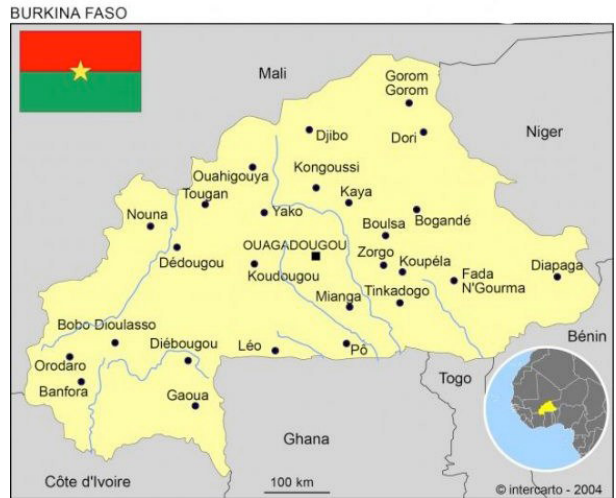 BURKINA FASO
Mali
Gorom
Gorom
Niger
Djibo
Dori
Ouahigouya
Kongoussi
Tougan
Kaya
Nouna
Yako
Bogandé
Boulsa
OUAGADOUGOU
Zorgo
Dédougou
Koudougou
Koupéla
Fada
N'Gourma
Diapaga
Mianga
Tinkadogo
Bobo Dioulasso
Diébougou
Léo
Pô
Bénin
Orodaro
Banfora
Togo
Gaoua
Ghana
Côte d'Ivoire
100 km
© intercarto - 2004